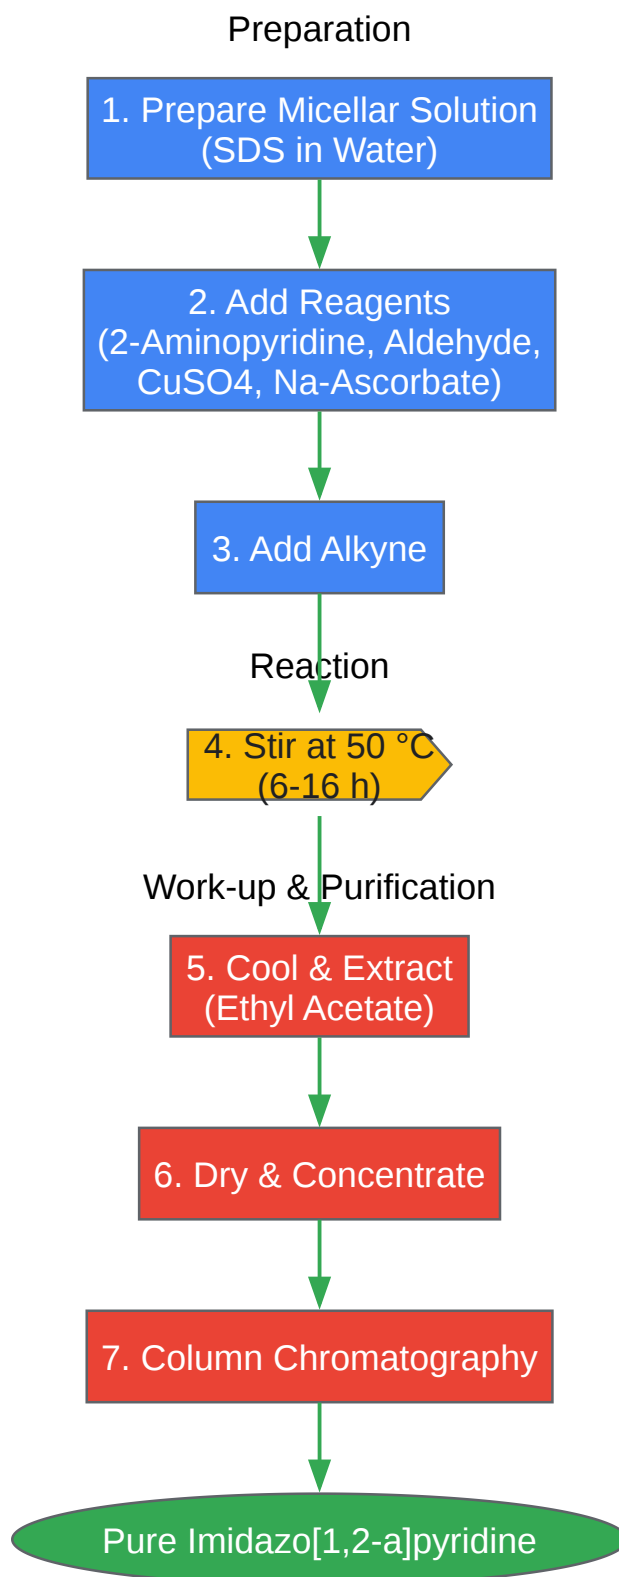 Preparation
1. Prepare Micellar Solution
(SDS in Water)
2. Add Reagents
(2-Aminopyridine, Aldehyde,
CuSO4, Na-Ascorbate)
3. Add Alkyne
Reaction
4. Stir at 50 °C
(6-16 h)
Work-up & Purification
5. Cool & Extract
(Ethyl Acetate)
6. Dry & Concentrate
7. Column Chromatography
Pure Imidazo[1,2-a]pyridine